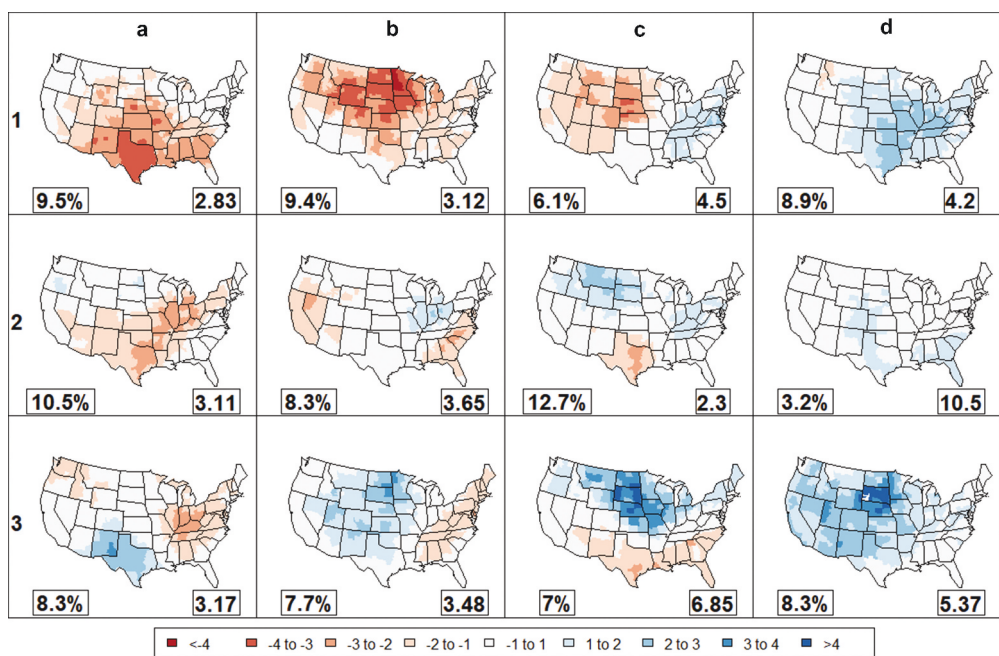 a b c d
1
9.5% 2.83 9.4% 3.12 6.1% 4.5 8.9% 4.2
2
10.5% 3.11 8.3% 3.65 12.7% 2.3 3.2% 10.5
3
8.3% 3.17 7.7% 3.48 7% 6.85 8.3% 5.37
<-4 -4 to -3 -3 to -2 -2 to -1 -1 to 1 1 to 2 2 to 3 3 to 4 >4